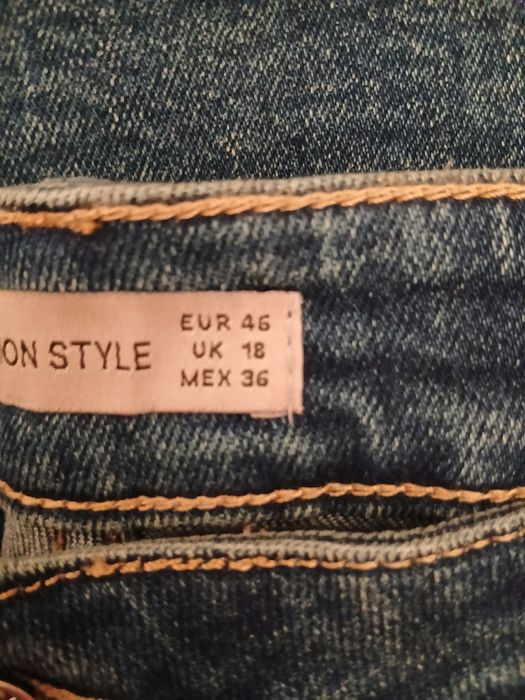 ON STYLE
EUR 46
UK 18
MEX 36